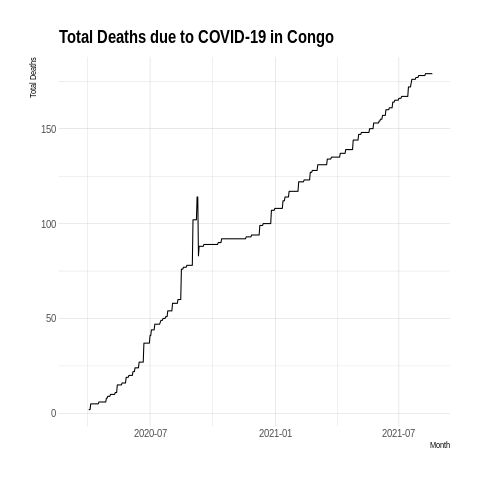 Total Deaths due to COVID-19 in Congo
Total Deaths
150
100
50
0
2020-07
2021-01
2021-07
Month